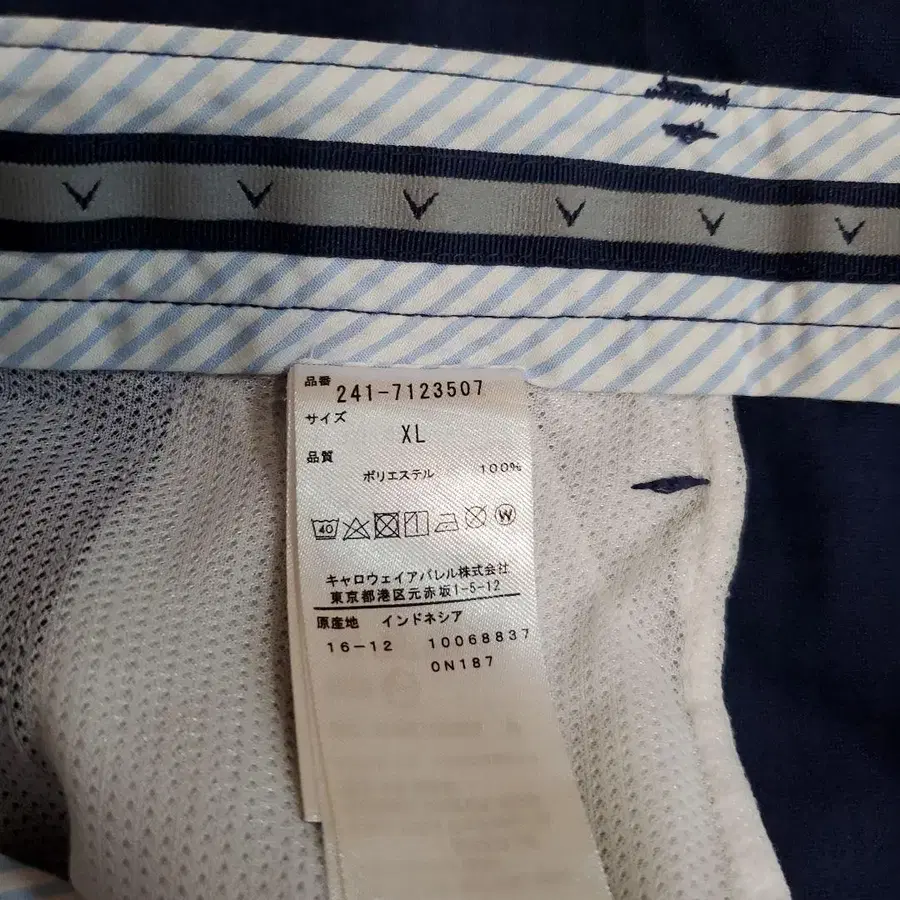 品番
241-7123507
サイズ
XL
品質
ポリエステル 100%
40
W
キャロウェイアパレル株式会社
東京都港区元赤坂1-5-12
原産地 インドネシア
16-12 10068837
0N187